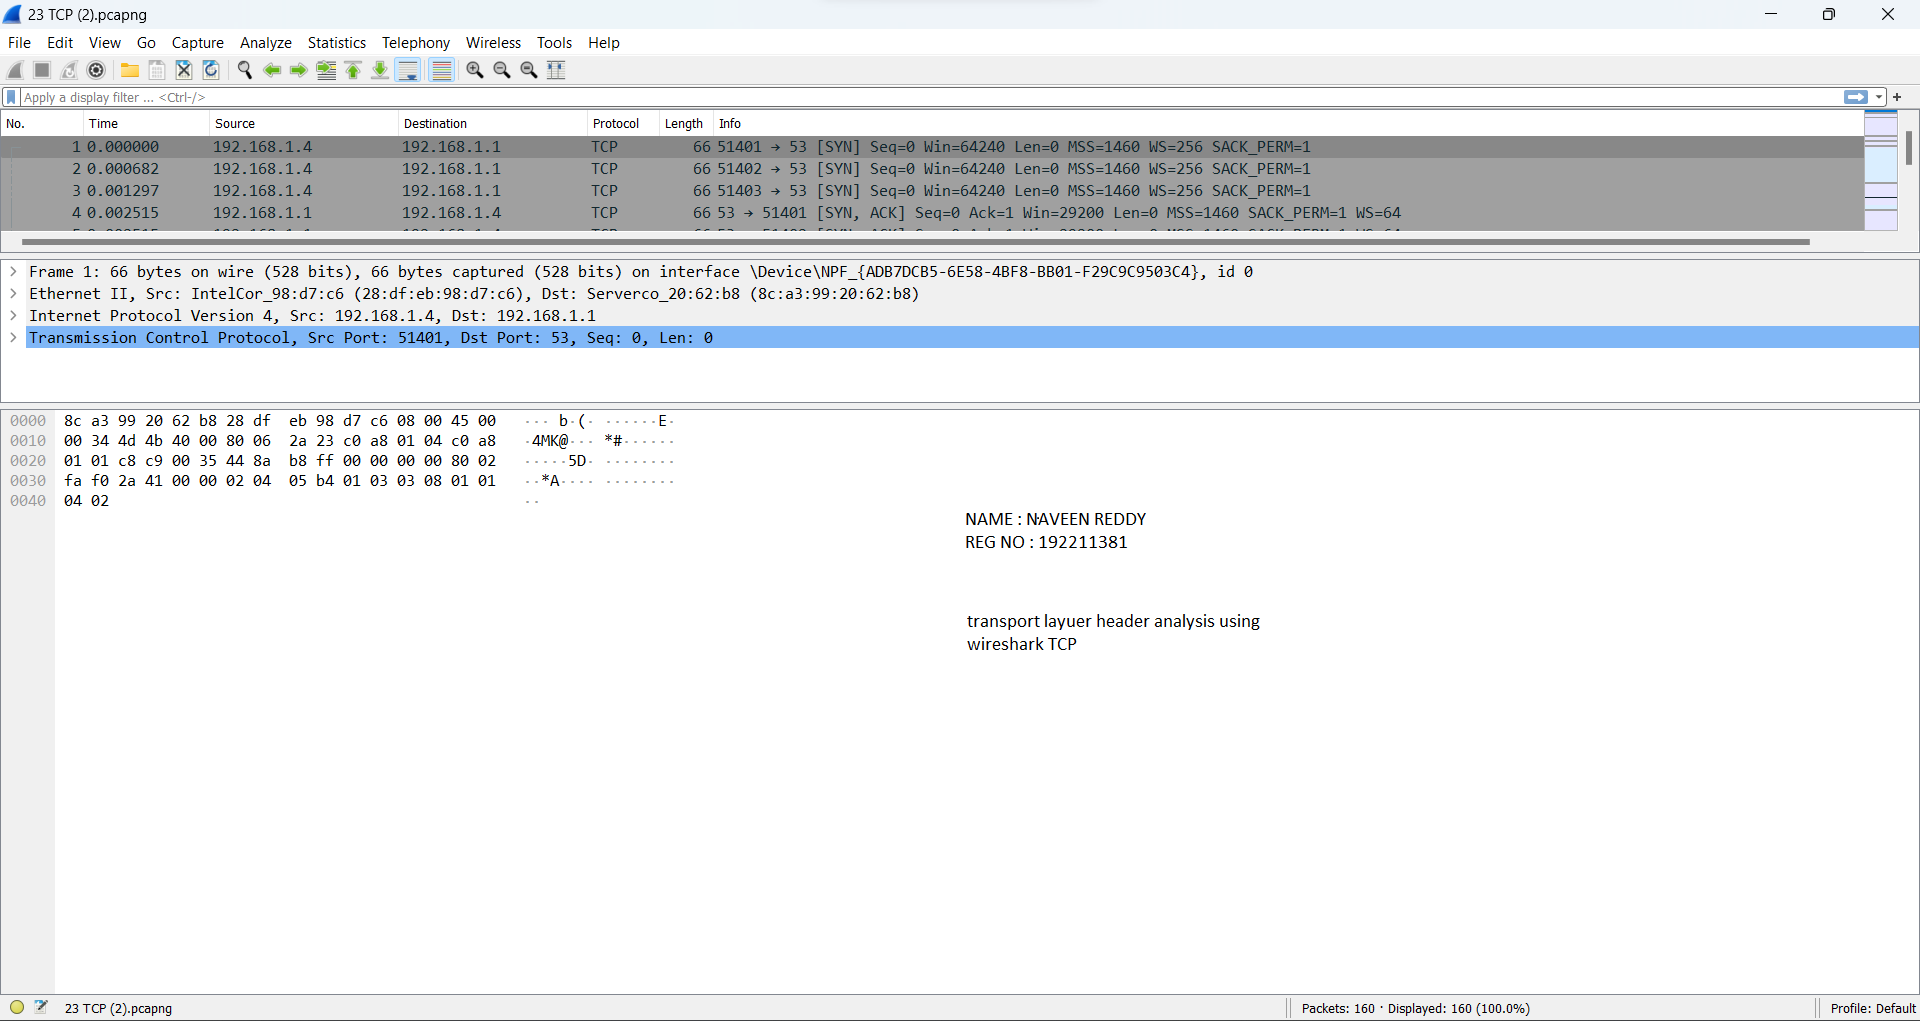 23 TCP (2).pcapng
File Edit View Go Capture Analyze Statistics Telephony Wireless Tools Help
Apply a display filter ... <Ctrl-/>
No. Time Source Destination Protocol Length Info
1 0.000000 192.168.1.4 192.168.1.1 TCP 66 51401 → 53 [SYN] Seq=0 Win=64240 Len=0 MSS=1460 WS=256 SACK_PERM=1
2 0.000682 192.168.1.4 192.168.1.1 TCP 66 51402 → 53 [SYN] Seq=0 Win=64240 Len=0 MSS=1460 WS=256 SACK_PERM=1
3 0.001297 192.168.1.4 192.168.1.1 TCP 66 51403 → 53 [SYN] Seq=0 Win=64240 Len=0 MSS=1460 WS=256 SACK_PERM=1
4 0.002515 192.168.1.1 192.168.1.4 TCP 66 53 → 51401 [SYN, ACK] Seq=0 Ack=1 Win=29200 Len=0 MSS=1460 SACK_PERM=1 WS=64
Frame 1: 66 bytes on wire (528 bits), 66 bytes captured (528 bits) on interface \Device\NPF_{ADB7DCB5-6E58-4BF8-BB01-F29C9C9503C4}, id 0
Ethernet II, Src: IntelCor_98:d7:c6 (28:df:eb:98:d7:c6), Dst: Serverco_20:62:b8 (8c:a3:99:20:62:b8)
Internet Protocol Version 4, Src: 192.168.1.4, Dst: 192.168.1.1
Transmission Control Protocol, Src Port: 51401, Dst Port: 53, Seq: 0, Len: 0
0000 8c a3 99 20 62 b8 28 df eb 98 d7 c6 08 00 45 00 ··· b·(· ······E·
0010 00 34 4d 4b 40 00 80 06 2a 23 c0 a8 01 04 c0 a8 ·4MK@··· *#······
0020 01 01 c8 c9 00 35 44 8a b8 ff 00 00 00 00 80 02 ·····5D· ········
0030 fa f0 2a 41 00 00 02 04 05 b4 01 03 03 08 01 01 ··*A···· ········
0040 04 02 ··
NAME : NAVEEN REDDY
REG NO : 192211381
transport layuer header analysis using
wireshark TCP
23 TCP (2).pcapng Packets: 160 · Displayed: 160 (100.0%) Profile: Default